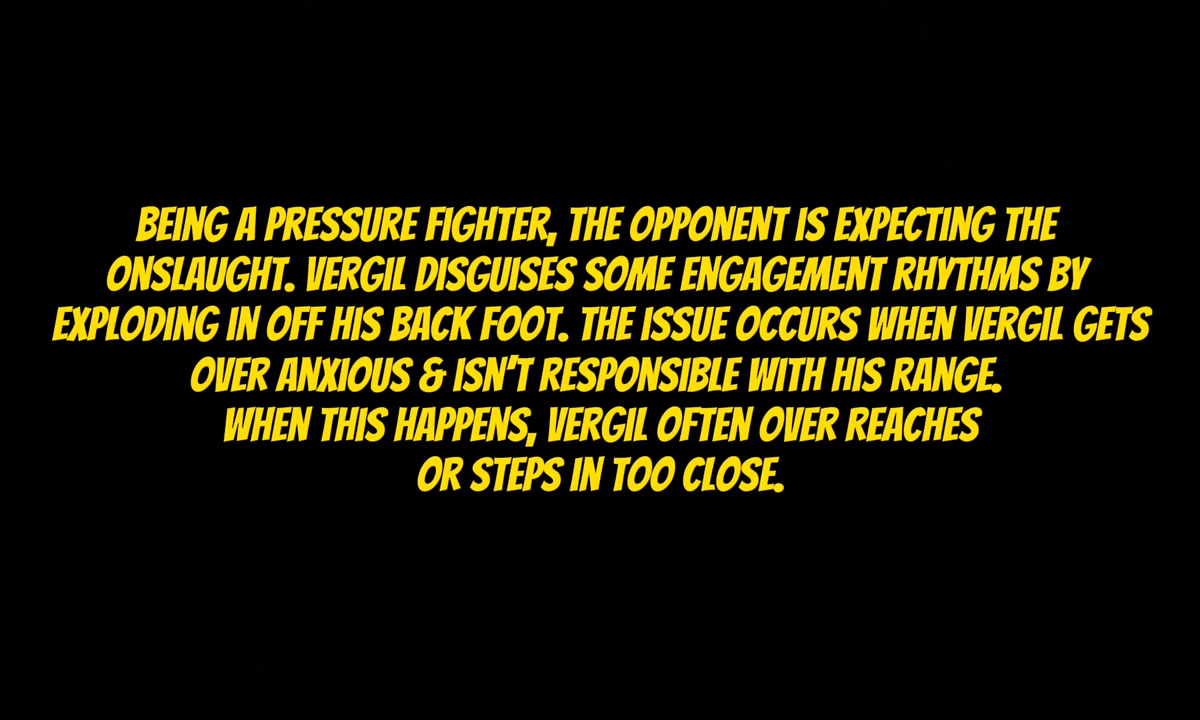 BEING A PRESSURE FIGHTER, THE OPPONENT IS EXPECTING THE
ONSLAUGHT. VERGIL DISGUISES SOME ENGAGEMENT RHYTHMS BY
EXPLODING IN OFF HIS BACK FOOT. THE ISSUE OCCURS WHEN VERGIL GETS
OVER ANXIOUS & ISN'T RESPONSIBLE WITH HIS RANGE.
WHEN THIS HAPPENS, VERGIL OFTEN OVER REACHES
OR STEPS IN TOO CLOSE.